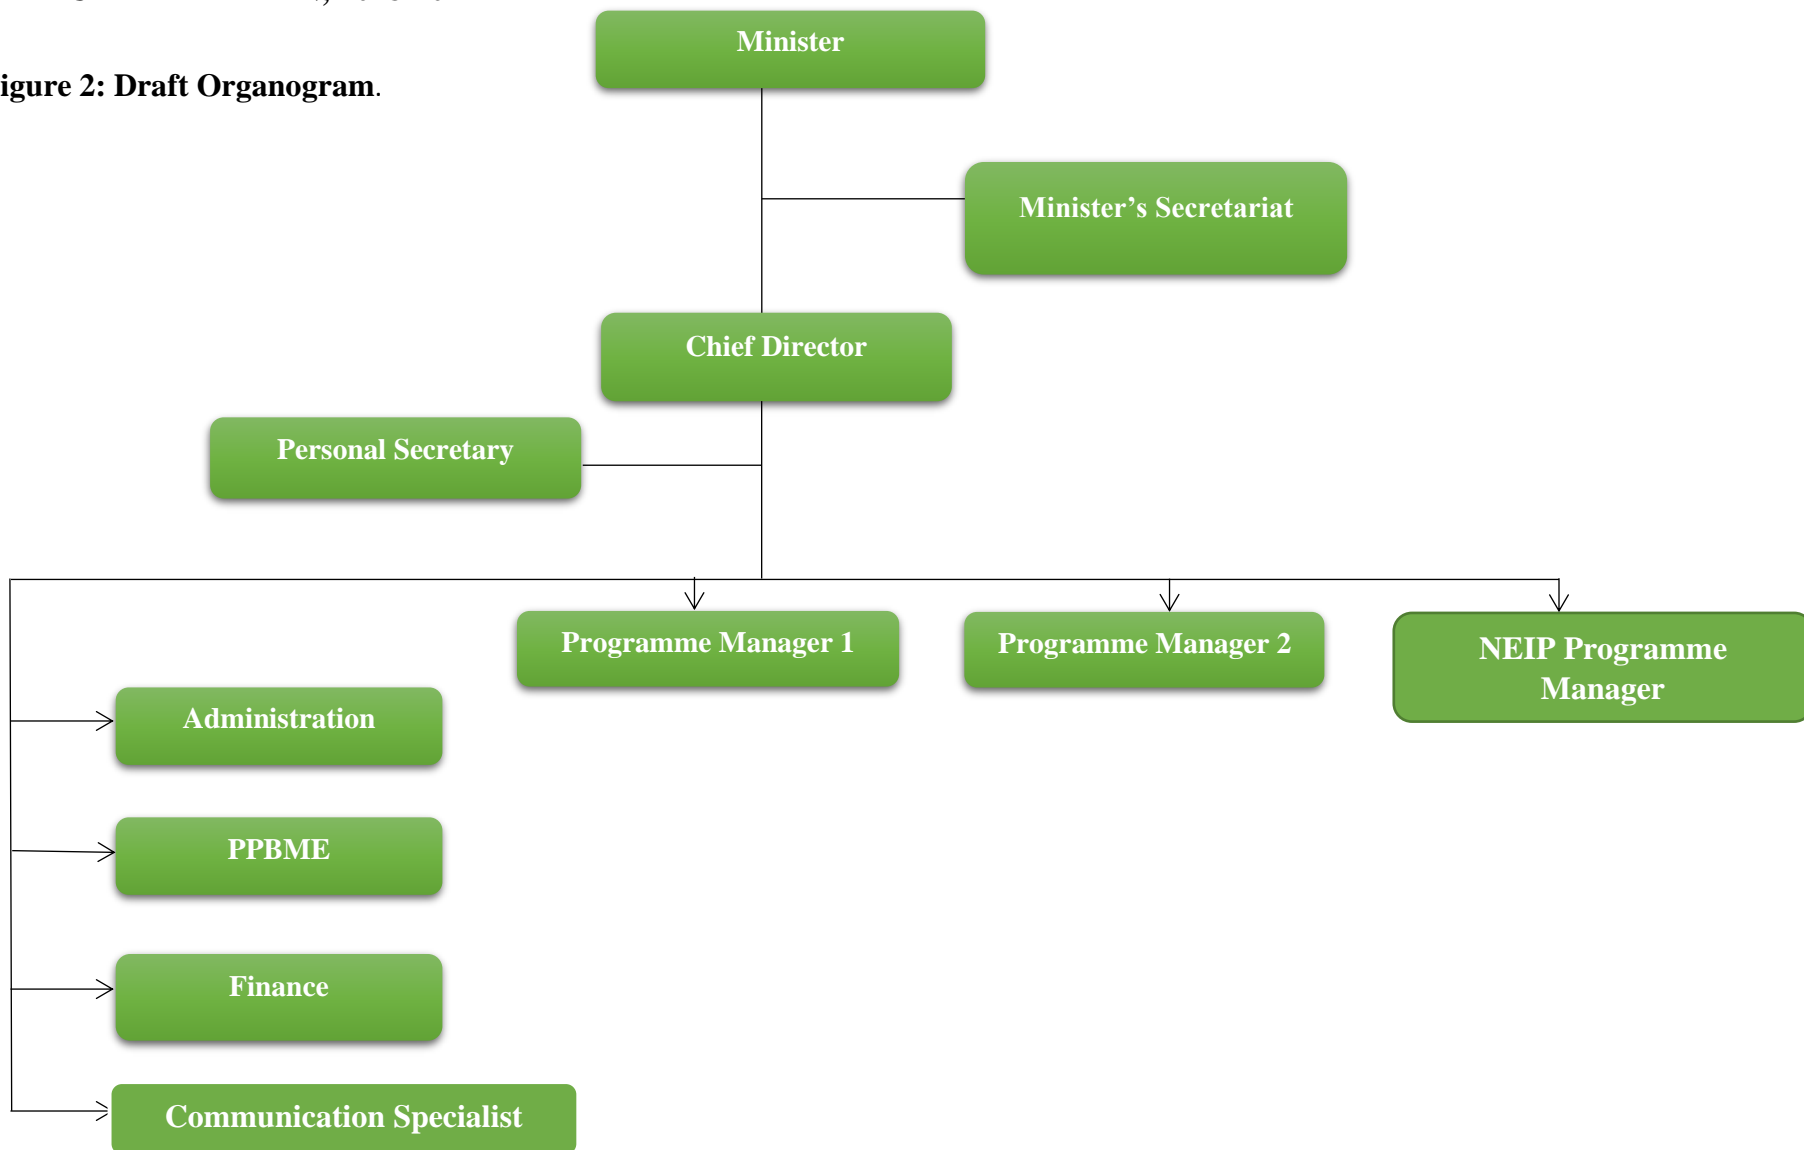 Minister
igure 2: Draft Organogram.
Minister’s Secretariat
Chief Director
Personal Secretary
Programme Manager 1
Programme Manager 2
NEIP Programme
Manager
Administration
PPBME
Finance
Communication Specialist